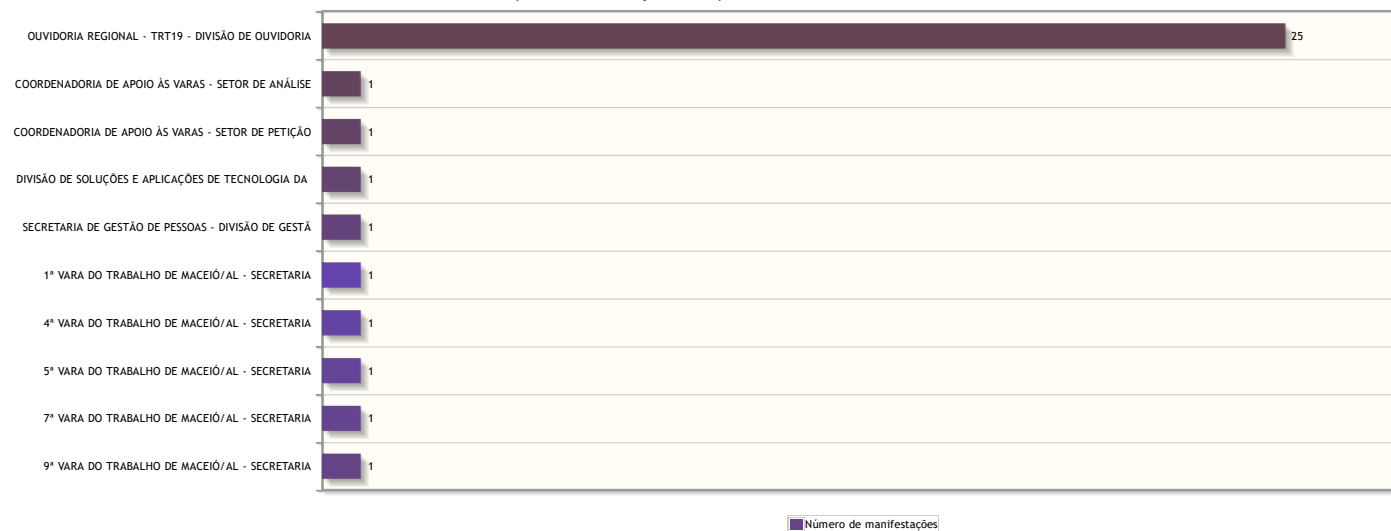 OUVIDORIA REGIONAL - TRT19 - DIVISÃO DE OUVIDORIA 25
COORDENADORIA DE APOIO ÀS VARAS - SETOR DE ANÁLISE 1
COORDENADORIA DE APOIO ÀS VARAS - SETOR DE PETIÇÃO 1
DIVISÃO DE SOLUÇÕES E APLICAÇÕES DE TECNOLOGIA DA 1
SECRETARIA DE GESTÃO DE PESSOAS - DIVISÃO DE GESTÃ 1
1ª VARA DO TRABALHO DE MACEIÓ/AL - SECRETARIA 1
4ª VARA DO TRABALHO DE MACEIÓ/AL - SECRETARIA 1
5ª VARA DO TRABALHO DE MACEIÓ/AL - SECRETARIA 1
7ª VARA DO TRABALHO DE MACEIÓ/AL - SECRETARIA 1
9ª VARA DO TRABALHO DE MACEIÓ/AL - SECRETARIA 1
Número de manifestações